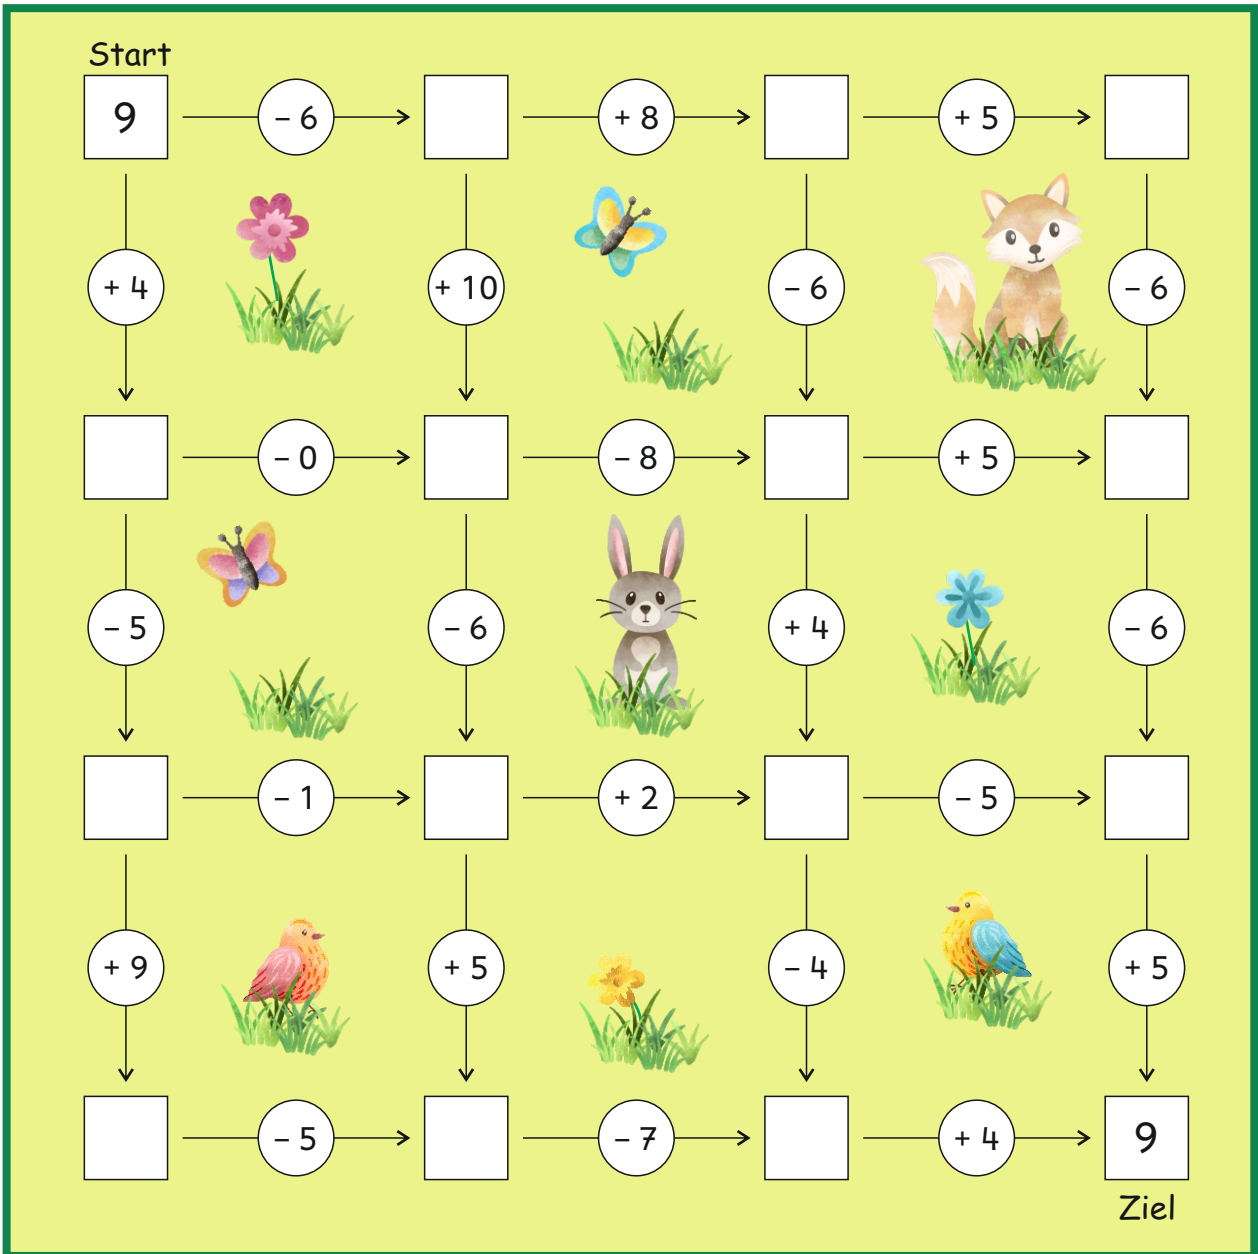 Start
9 – 6 + 8 + 5
+ 4 + 10 – 6 – 6
– 0 – 8 + 5
– 5 – 6 + 4 – 6
– 1 + 2 – 5
+ 9 + 5 – 4 + 5
– 5 – 7 + 4 9
Ziel